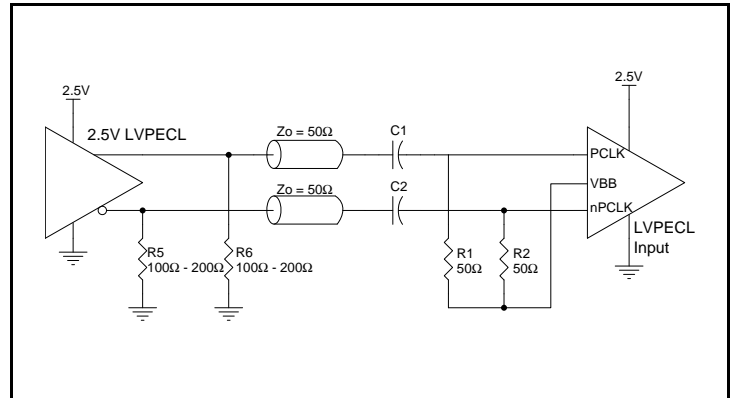 2.5V
2.5V
2.5V LVPECL
Zo = 50Ω
C1
PCLK
VBB
Zo = 50Ω
C2
nPCLK
LVPECL
Input
R5
100Ω - 200Ω
R6
100Ω - 200Ω
R1
50Ω
R2
50Ω